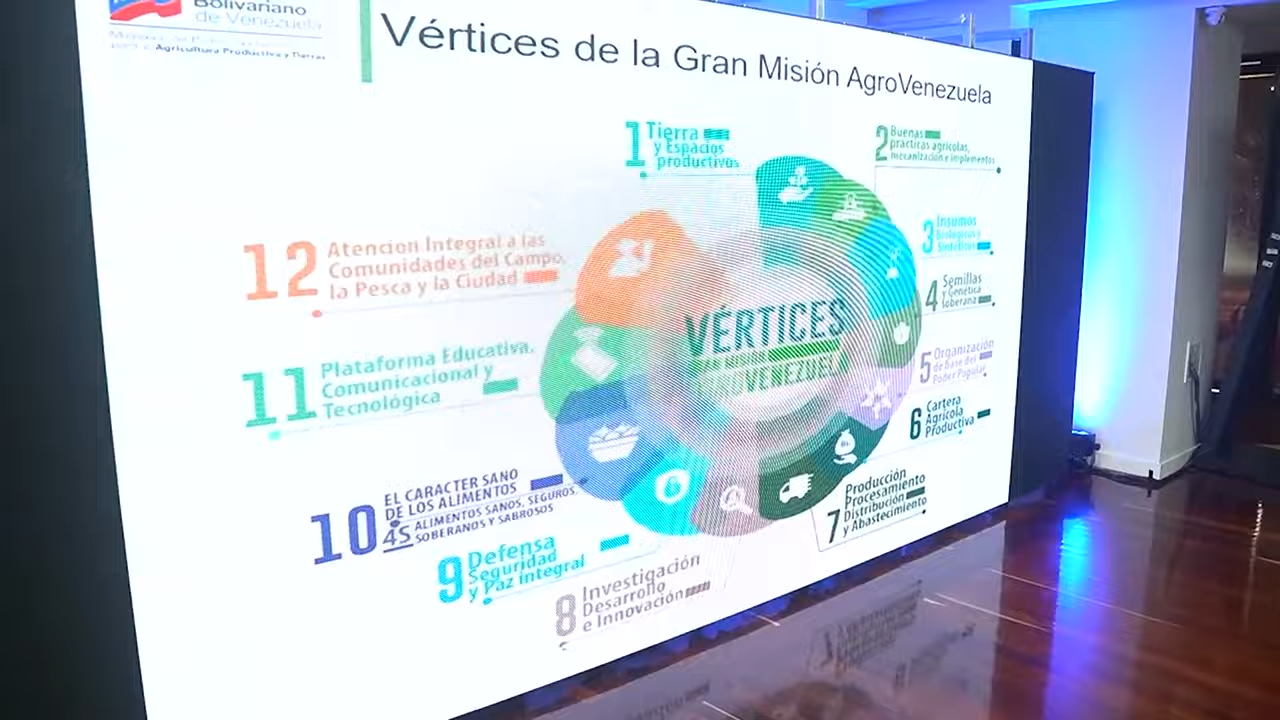 Bolivariano
de Venezuela
Agricultura Productiva y Tierras
Vértices de la Gran Misión AgroVenezuela
1 Tierra
y Espacios
productivos
2 Buenas
prácticas agrícolas,
mecanización e implementos
3 Insumos
Biológicos y
Sintéticos
4 Semillas
y Genética
Soberana
5 Organización
de base del
Poder Popular
6 Cartera
Agrícola
Productiva
7 Producción
Procesamiento
Distribución
y Abastecimiento
8 Investigación
Desarrollo
e Innovación
9 Defensa
Seguridad
y Paz integral
10 EL CARACTER SANO
DE LOS ALIMENTOS
4S ALIMENTOS SANOS, SEGUROS,
SOBERANOS Y SABROSOS
11 Plataforma Educativa,
Comunicacional y
Tecnológica
12 Atencion Integral a las
Comunidades del Campo,
la Pesca y la Ciudad
VÉRTICES
AGROVENEZUELA